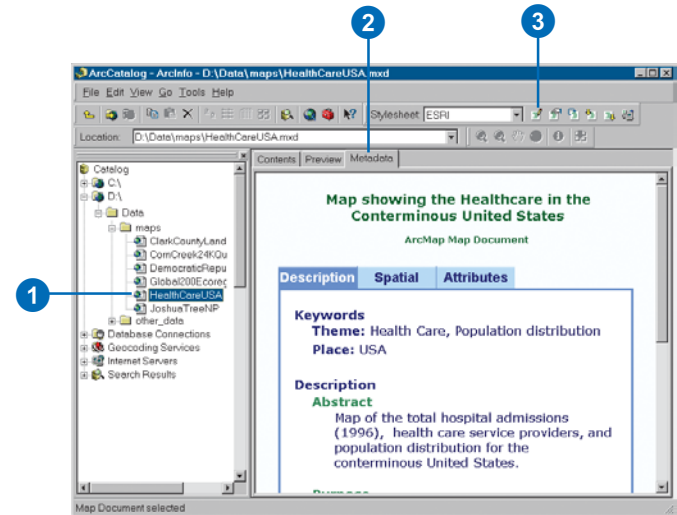 2
3
ArcCatalog - ArcInfo - D:\Data\maps\HealthCareUSA.mxd
File Edit View Go Tools Help
Stylesheet: ESRI
Location: D:\Data\maps\HealthCareUSA.mxd
Contents Preview Metadata
Catalog
C:\
D:\
Data
maps
ClarkCountyLand
ComCreek24KQu
DemocraticRepu
Global200Ecoreg
1
HealthCareUSA
JoshuaTreeNP
other_data
Database Connections
Geocoding Services
Internet Servers
Search Results
Map showing the Healthcare in the
Conterminous United States
ArcMap Map Document
Description Spatial Attributes
Keywords
Theme: Health Care, Population distribution
Place: USA
Description
Abstract
Map of the total hospital admissions
(1996), health care service providers, and
population distribution for the
conterminous United States.
Purpose
Map Document selected